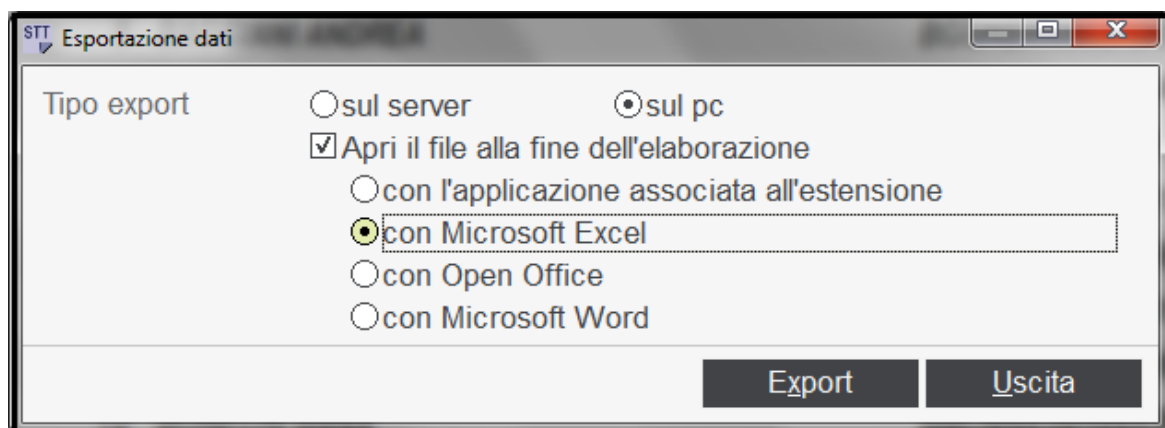 STT Esportazione dati
Tipo export sul server sul pc
Apri il file alla fine dell'elaborazione
con l'applicazione associata all'estensione
con Microsoft Excel
con Open Office
con Microsoft Word
Export Uscita